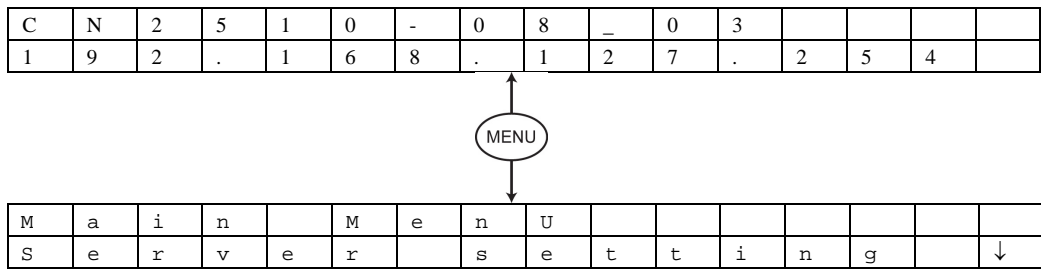 CN2510-08_03
192.168.127.254
MENU
Main MenU
Server setting ↓